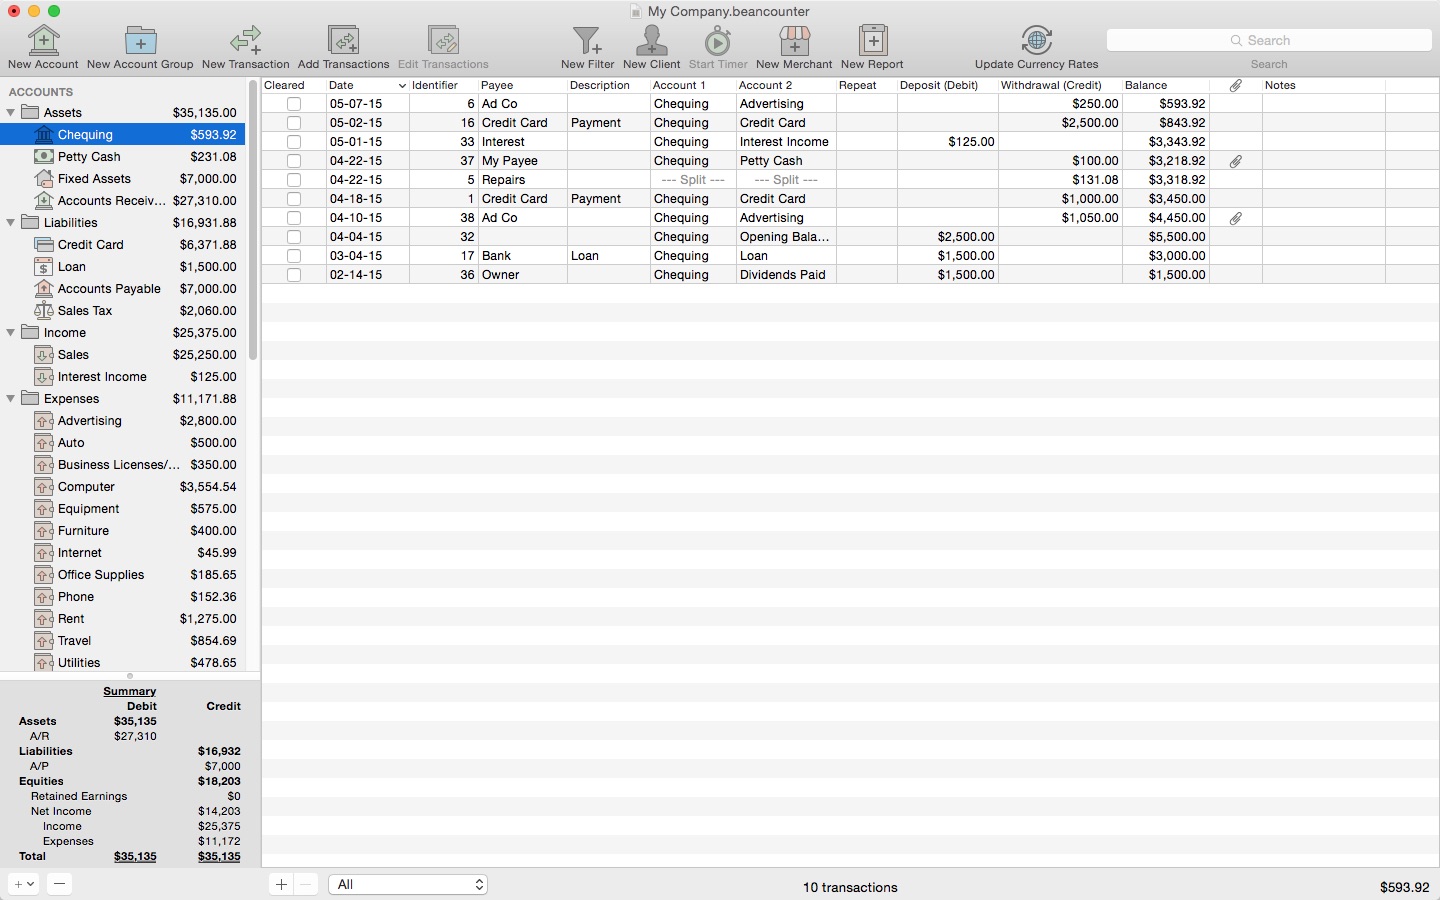 My Company.beancounter
New Account New Account Group New Transaction Add Transactions Edit Transactions New Filter New Client Start Timer New Merchant New Report Update Currency Rates Search
Search
ACCOUNTS
Assets $35,135.00
Chequing $593.92
Petty Cash $231.08
Fixed Assets $7,000.00
Accounts Receiv... $27,310.00
Liabilities $16,931.88
Credit Card $6,371.88
Loan $1,500.00
Accounts Payable $7,000.00
Sales Tax $2,060.00
Income $25,375.00
Sales $25,250.00
Interest Income $125.00
Expenses $11,171.88
Advertising $2,800.00
Auto $500.00
Business Licenses/... $350.00
Computer $3,554.54
Equipment $575.00
Furniture $400.00
Internet $45.99
Office Supplies $185.65
Phone $152.36
Rent $1,275.00
Travel $854.69
Utilities $478.65
Summary
Debit Credit
Assets $35,135
A/R $27,310
Liabilities $16,932
A/P $7,000
Equities $18,203
Retained Earnings $0
Net Income $14,203
Income $25,375
Expenses $11,172
Total $35,135 $35,135
Cleared Date Identifier Payee Description Account 1 Account 2 Repeat Deposit (Debit) Withdrawal (Credit) Balance Notes
05-07-15 6 Ad Co Chequing Advertising $250.00 $593.92
05-02-15 16 Credit Card Payment Chequing Credit Card $2,500.00 $843.92
05-01-15 33 Interest Chequing Interest Income $125.00 $3,343.92
04-22-15 37 My Payee Chequing Petty Cash $100.00 $3,218.92
04-22-15 5 Repairs --- Split --- --- Split --- $131.08 $3,318.92
04-18-15 1 Credit Card Payment Chequing Credit Card $1,000.00 $3,450.00
04-10-15 38 Ad Co Chequing Advertising $1,050.00 $4,450.00
04-04-15 32 Chequing Opening Bala... $2,500.00 $5,500.00
03-04-15 17 Bank Loan Chequing Loan $1,500.00 $3,000.00
02-14-15 36 Owner Chequing Dividends Paid $1,500.00 $1,500.00
All 10 transactions $593.92